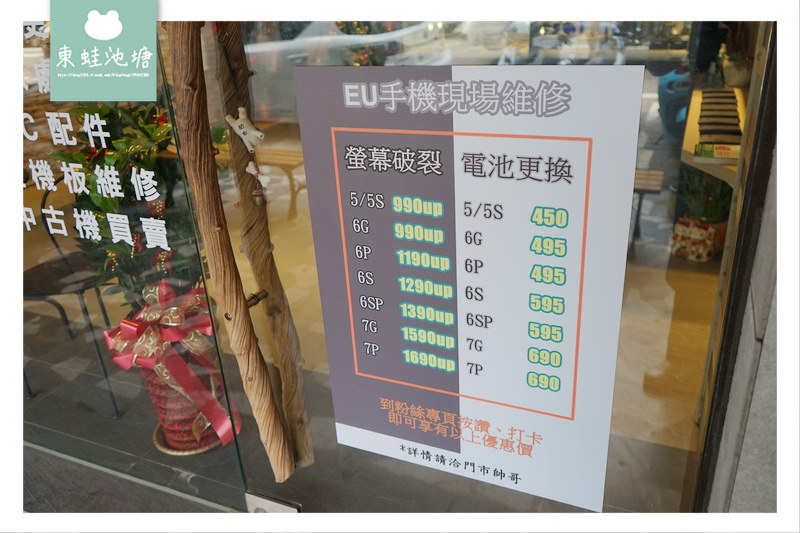 東蛙池塘
C配件
機板維修
中古機買賣
EU手機現場維修
螢幕破裂
5/5S 990up
6G 990up
6P 1190up
6S 1290up
6SP 1390up
7G 1590up
7P 1690up
電池更換
5/5S 450
6G 495
6P 495
6S 595
6SP 595
7G 690
7P 690
到粉絲專頁按讚、打卡
即可享有以上優惠價
*詳情請洽門市帥哥